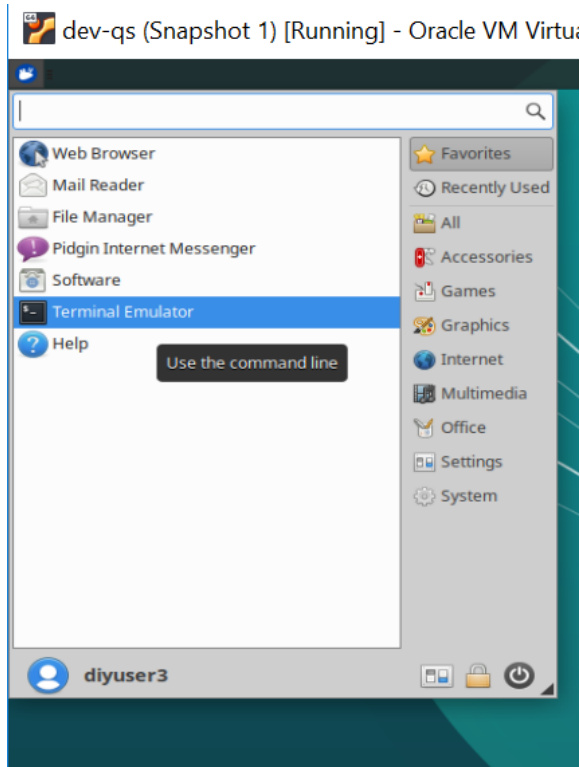 dev-qs (Snapshot 1) [Running] - Oracle VM Virtua
Web Browser
Mail Reader
File Manager
Pidgin Internet Messenger
Software
Terminal Emulator
Help
Use the command line
Favorites
Recently Used
All
Accessories
Games
Graphics
Internet
Multimedia
Office
Settings
System
diyuser3